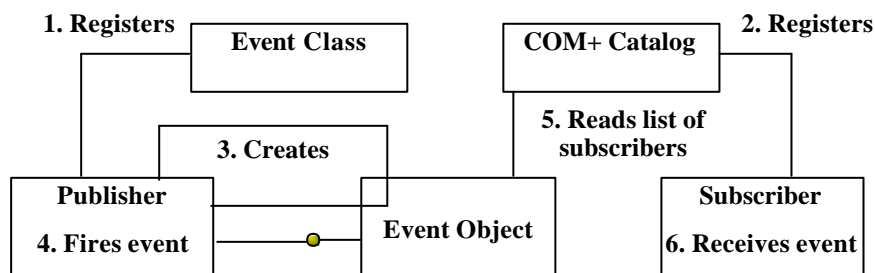 1. Registers
Event Class
COM+ Catalog
2. Registers
3. Creates
5. Reads list of
subscribers
Publisher
4. Fires event
Event Object
Subscriber
6. Receives event